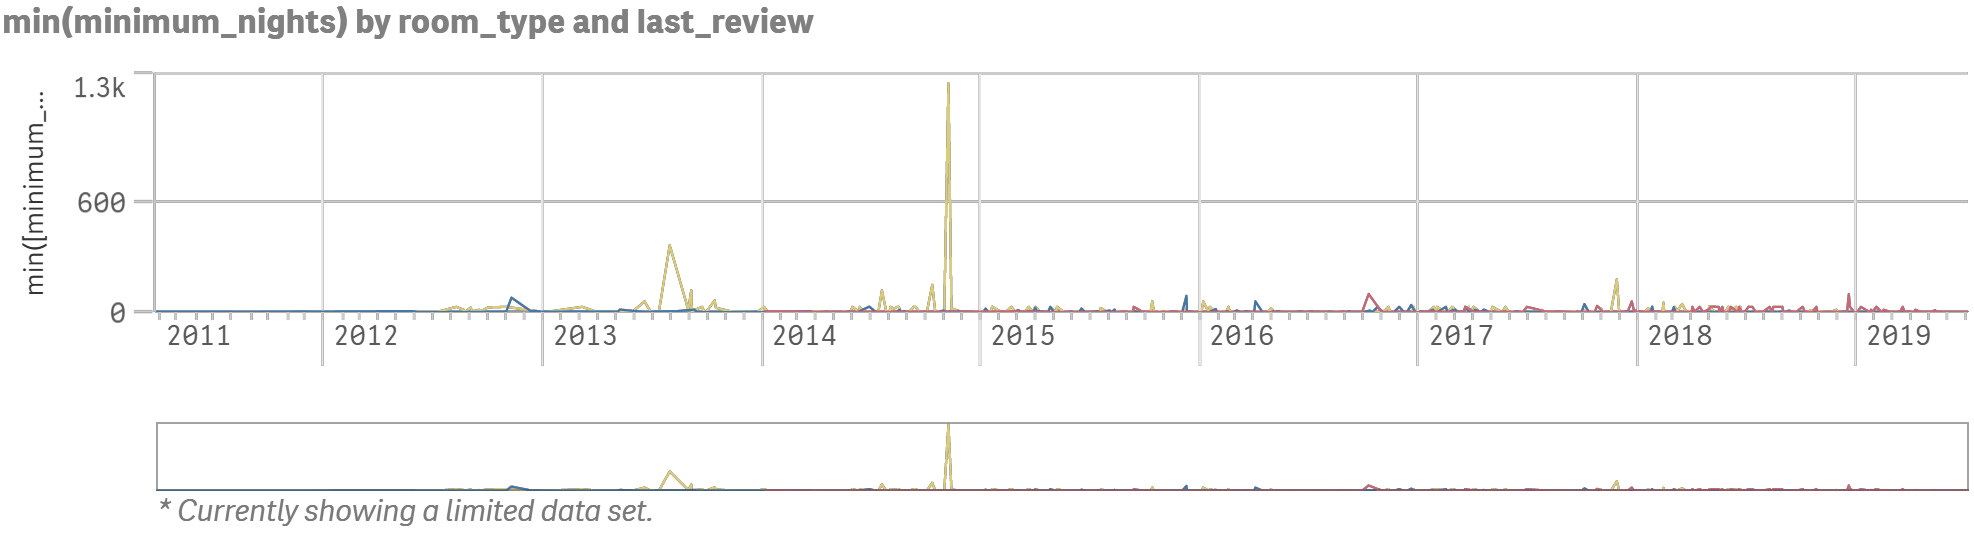 min(minimum_nights) by room_type and last_review
min([minimum_...
1.3k
600
0
2011 2012 2013 2014 2015 2016 2017 2018 2019
* Currently showing a limited data set.